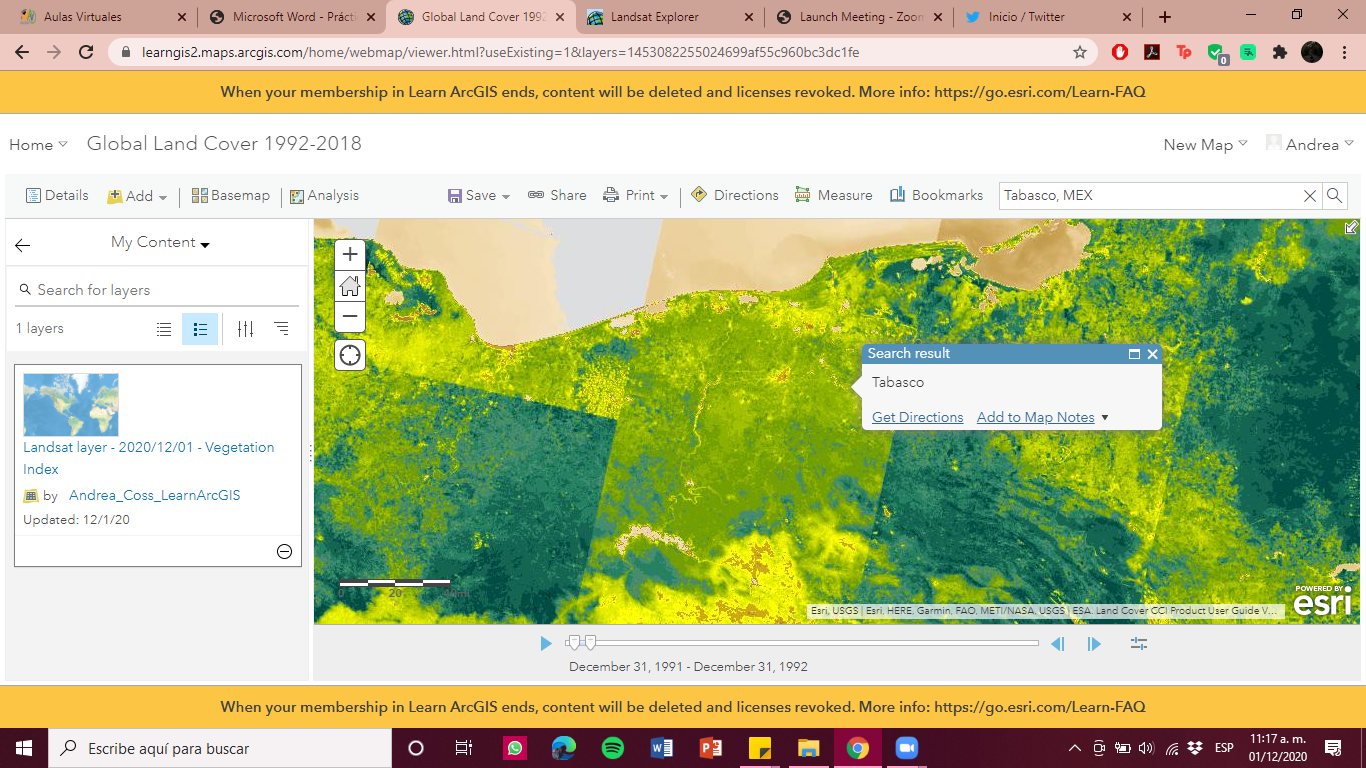 Aulas Virtuales
Microsoft Word - Prácti
Global Land Cover 1992
Landsat Explorer
Launch Meeting - Zoom
Inicio / Twitter
learngis2.maps.arcgis.com/home/webmap/viewer.html?useExisting=1&layers=1453082255024699af55c960bc3dc1fe
0
When your membership in Learn ArcGIS ends, content will be deleted and licenses revoked. More info: https://go.esri.com/Learn-FAQ
Home
Global Land Cover 1992-2018
New Map
Andrea
Details
Add
Basemap
Analysis
Save
Share
Print
Directions
Measure
Bookmarks
Tabasco, MEX
My Content
Search for layers
1 layers
Landsat layer - 2020/12/01 - Vegetation
Index
by Andrea_Coss_LearnArcGIS
Updated: 12/1/20
Search result
Tabasco
Get Directions
Add to Map Notes
0 20
Esri, USGS | Esri, HERE, Garmin, FAO, METI/NASA, USGS | ESA. Land Cover CCI Product User Guide V...
POWERED BY
esri
December 31, 1991 - December 31, 1992
When your membership in Learn ArcGIS ends, content will be deleted and licenses revoked. More info: https://go.esri.com/Learn-FAQ
Escribe aquí para buscar
ESP
11:17 a. m.
01/12/2020